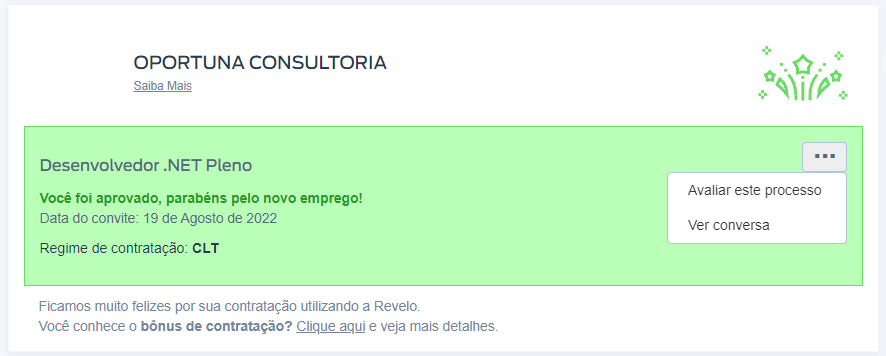 OPORTUNA CONSULTORIA
Saiba Mais
Desenvolvedor .NET Pleno
Você foi aprovado, parabéns pelo novo emprego!
Data do convite: 19 de Agosto de 2022
Regime de contratação: CLT
Avaliar este processo
Ver conversa
Ficamos muito felizes por sua contratação utilizando a Revelo.
Você conhece o bônus de contratação? Clique aqui e veja mais detalhes.